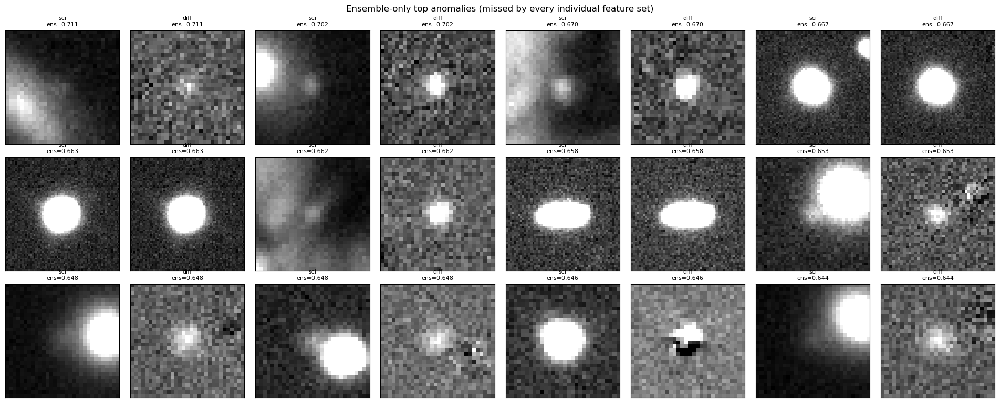 Ensemble-only top anomalies (missed by every individual feature set)
sci
ens=0.711
diff
ens=0.711
sci
ens=0.702
diff
ens=0.702
sci
ens=0.670
diff
ens=0.670
sci
ens=0.667
diff
ens=0.667
sci
ens=0.663
diff
ens=0.663
sci
ens=0.662
diff
ens=0.662
sci
ens=0.658
diff
ens=0.658
sci
ens=0.653
diff
ens=0.653
sci
ens=0.648
diff
ens=0.648
sci
ens=0.648
diff
ens=0.648
sci
ens=0.646
diff
ens=0.646
sci
ens=0.644
diff
ens=0.644